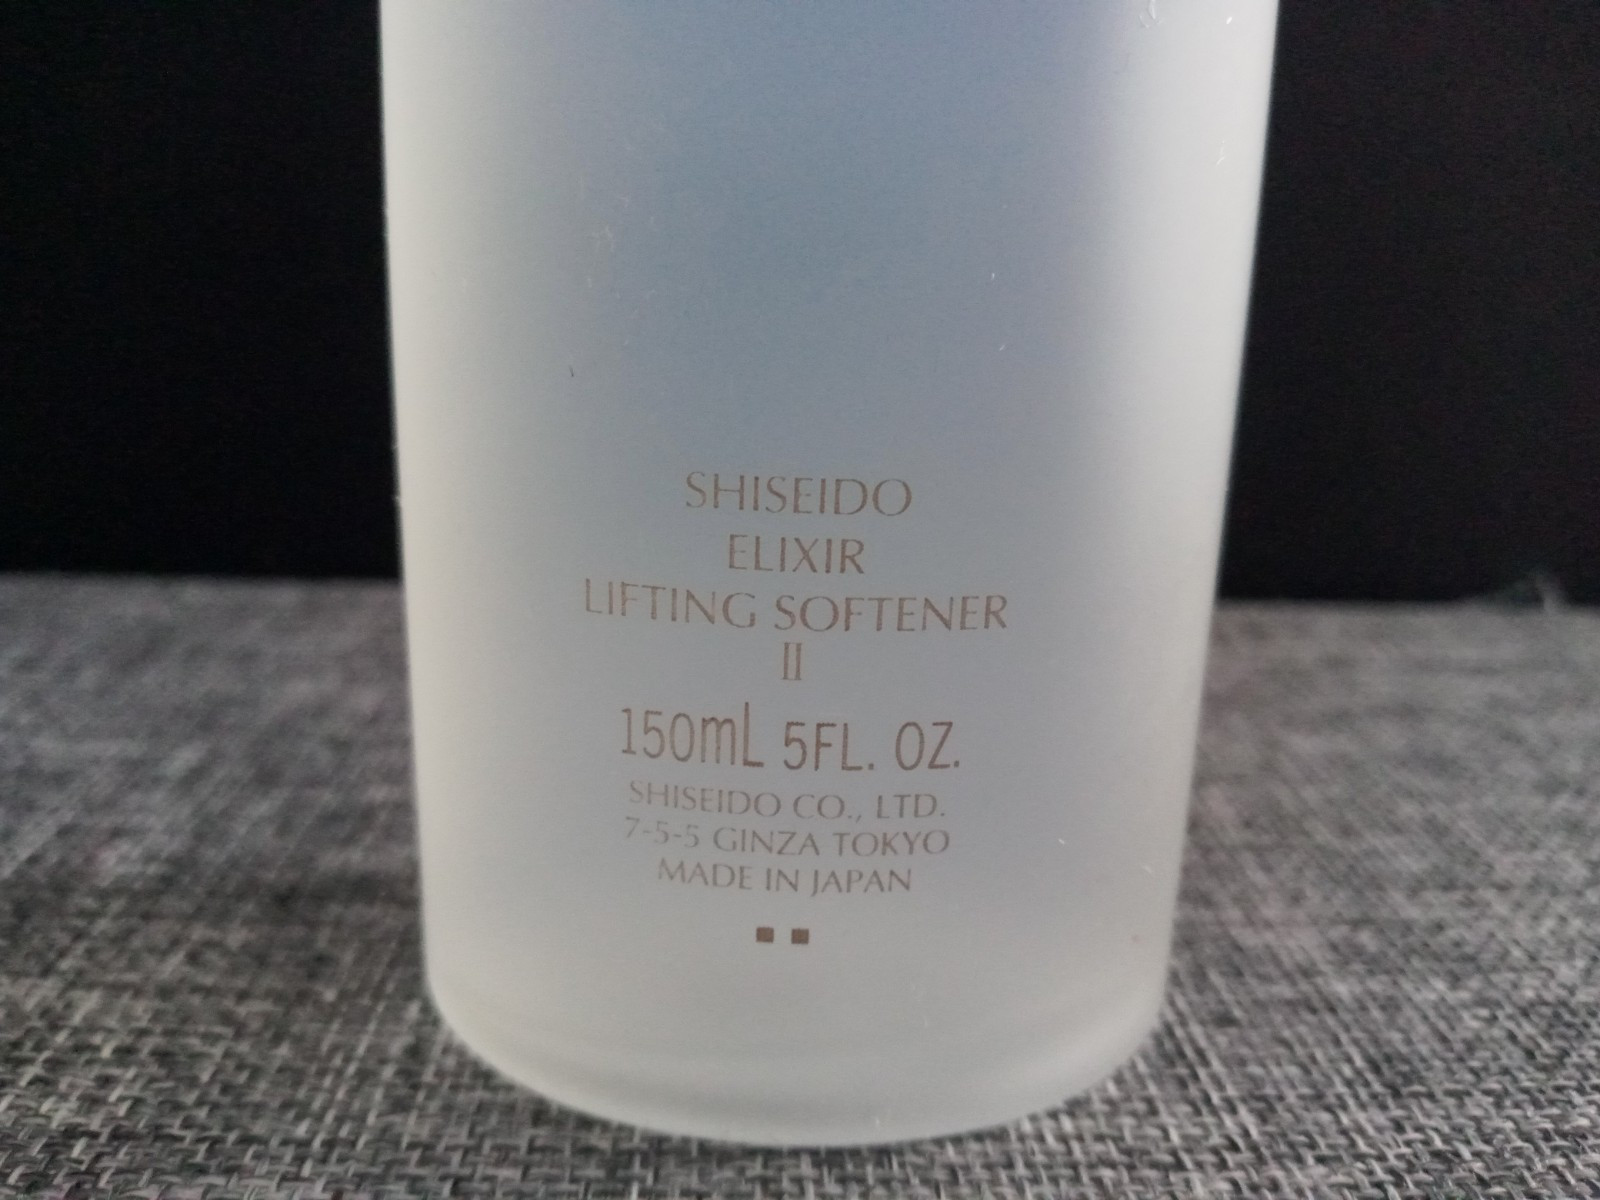 SHISEIDO
ELIXIR
LIFTING SOFTENER
II
150mL 5FL. OZ.
SHISEIDO CO., LTD.
7-5-5 GINZA TOKYO
MADE IN JAPAN